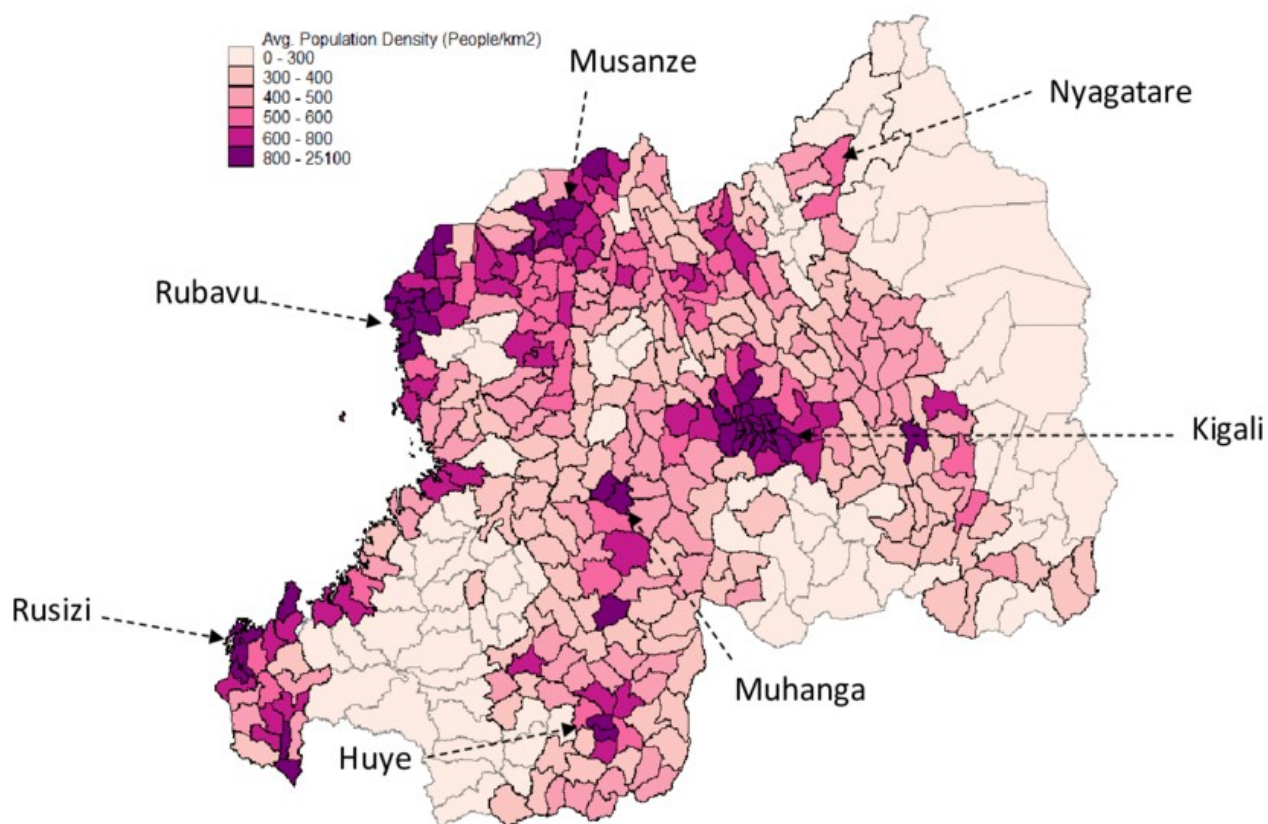 Avg. Population Density (People/km2)
0 - 300
300 - 400
400 - 500
500 - 600
600 - 800
800 - 25100
Musanze
Nyagatare
Rubavu
Kigali
Rusizi
Muhanga
Huye